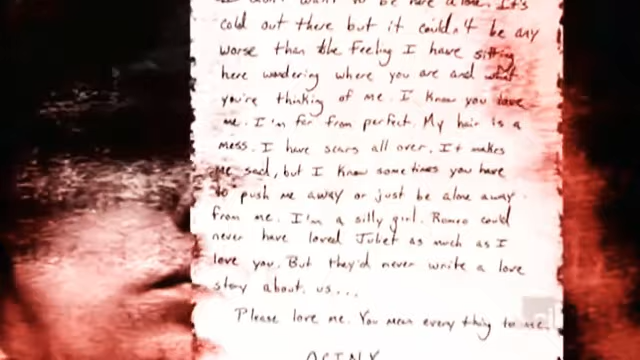 I don't want to be here alone. It's
cold out there but it couldn't be any
worse than the feeling I have sitting
here wondering where you are and what
you're thinking of me. I know you love
me. I'm far from perfect. My hair is a
mess. I have scars all over. It makes
me sad, but I know sometimes you have
to push me away or just be alone away
from me. I'm a silly girl. Romeo could
never have loved Juliet as much as I
love you. But they'd never write a love
story about us...
Please love me. You mean every thing to me.